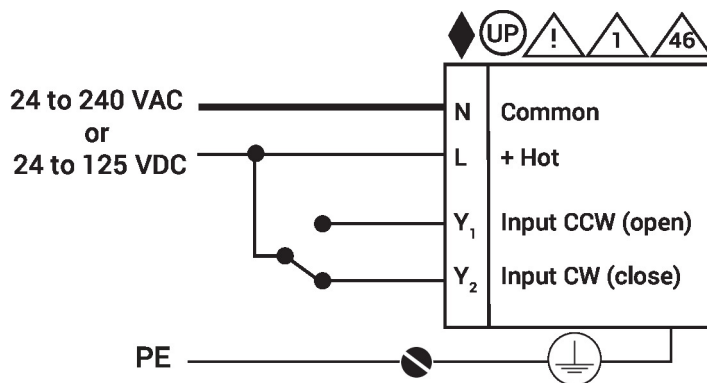 UP ! 1 46
24 to 240 VAC
or
24 to 125 VDC
N Common
L + Hot
Y₁ Input CCW (open)
Y₂ Input CW (close)
PE